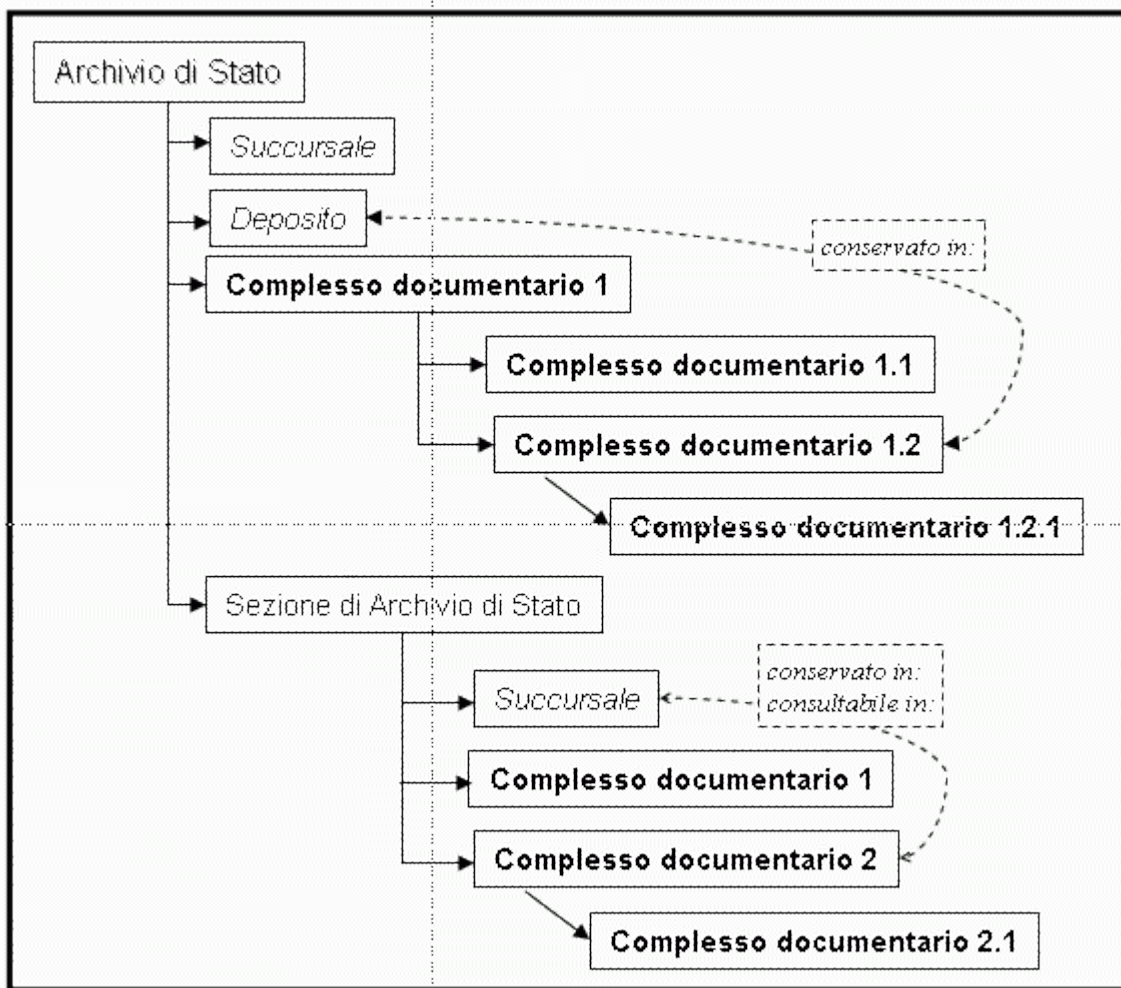 Archivio di Stato
Succursale
Deposito
conservato in:
Complesso documentario 1
Complesso documentario 1.1
Complesso documentario 1.2
Complesso documentario 1.2.1
Sezione di Archivio di Stato
conservato in:
consultabile in:
Succursale
Complesso documentario 1
Complesso documentario 2
Complesso documentario 2.1